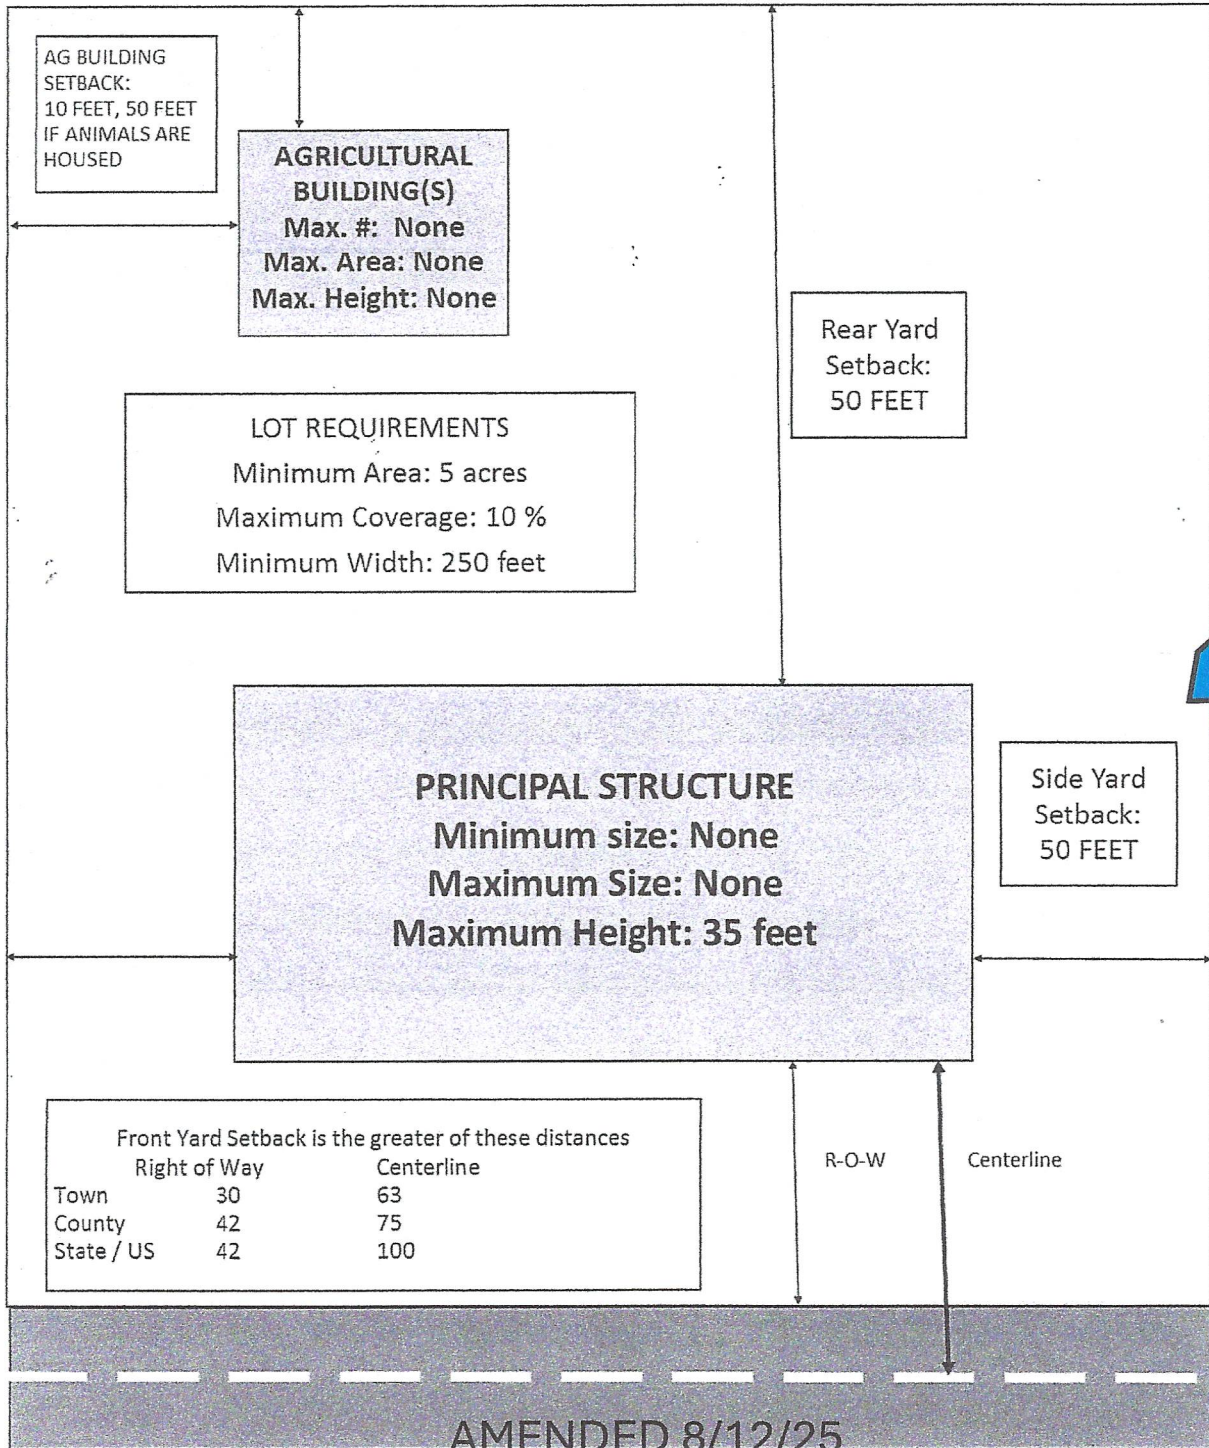 AG BUILDING
SETBACK:
10 FEET, 50 FEET
IF ANIMALS ARE
HOUSED
AGRICULTURAL
BUILDING(S)
Max. #: None
Max. Area: None
Max. Height: None
Rear Yard
Setback:
50 FEET
LOT REQUIREMENTS
Minimum Area: 5 acres
Maximum Coverage: 10 %
Minimum Width: 250 feet
PRINCIPAL STRUCTURE
Minimum size: None
Maximum Size: None
Maximum Height: 35 feet
Side Yard
Setback:
50 FEET
Front Yard Setback is the greater of these distances
Right of Way Centerline
Town 30 63
County 42 75
State / US 42 100
R-O-W Centerline
AMENDED 8/12/25